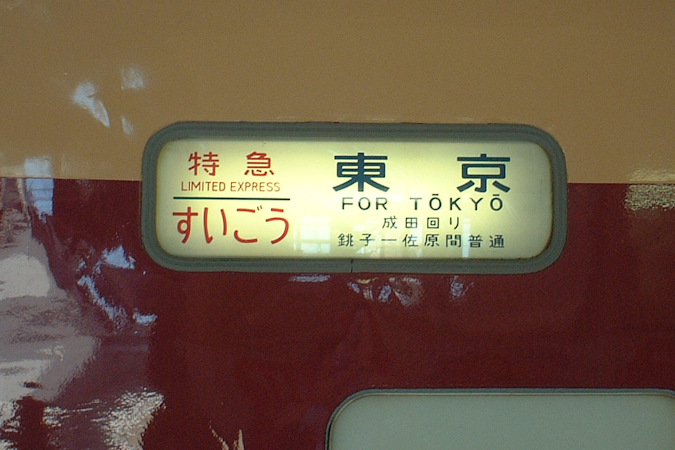 特急
LIMITED EXPRESS
すいごう
東京
FOR TŌKYŌ
成田回り
銚子ー佐原間普通